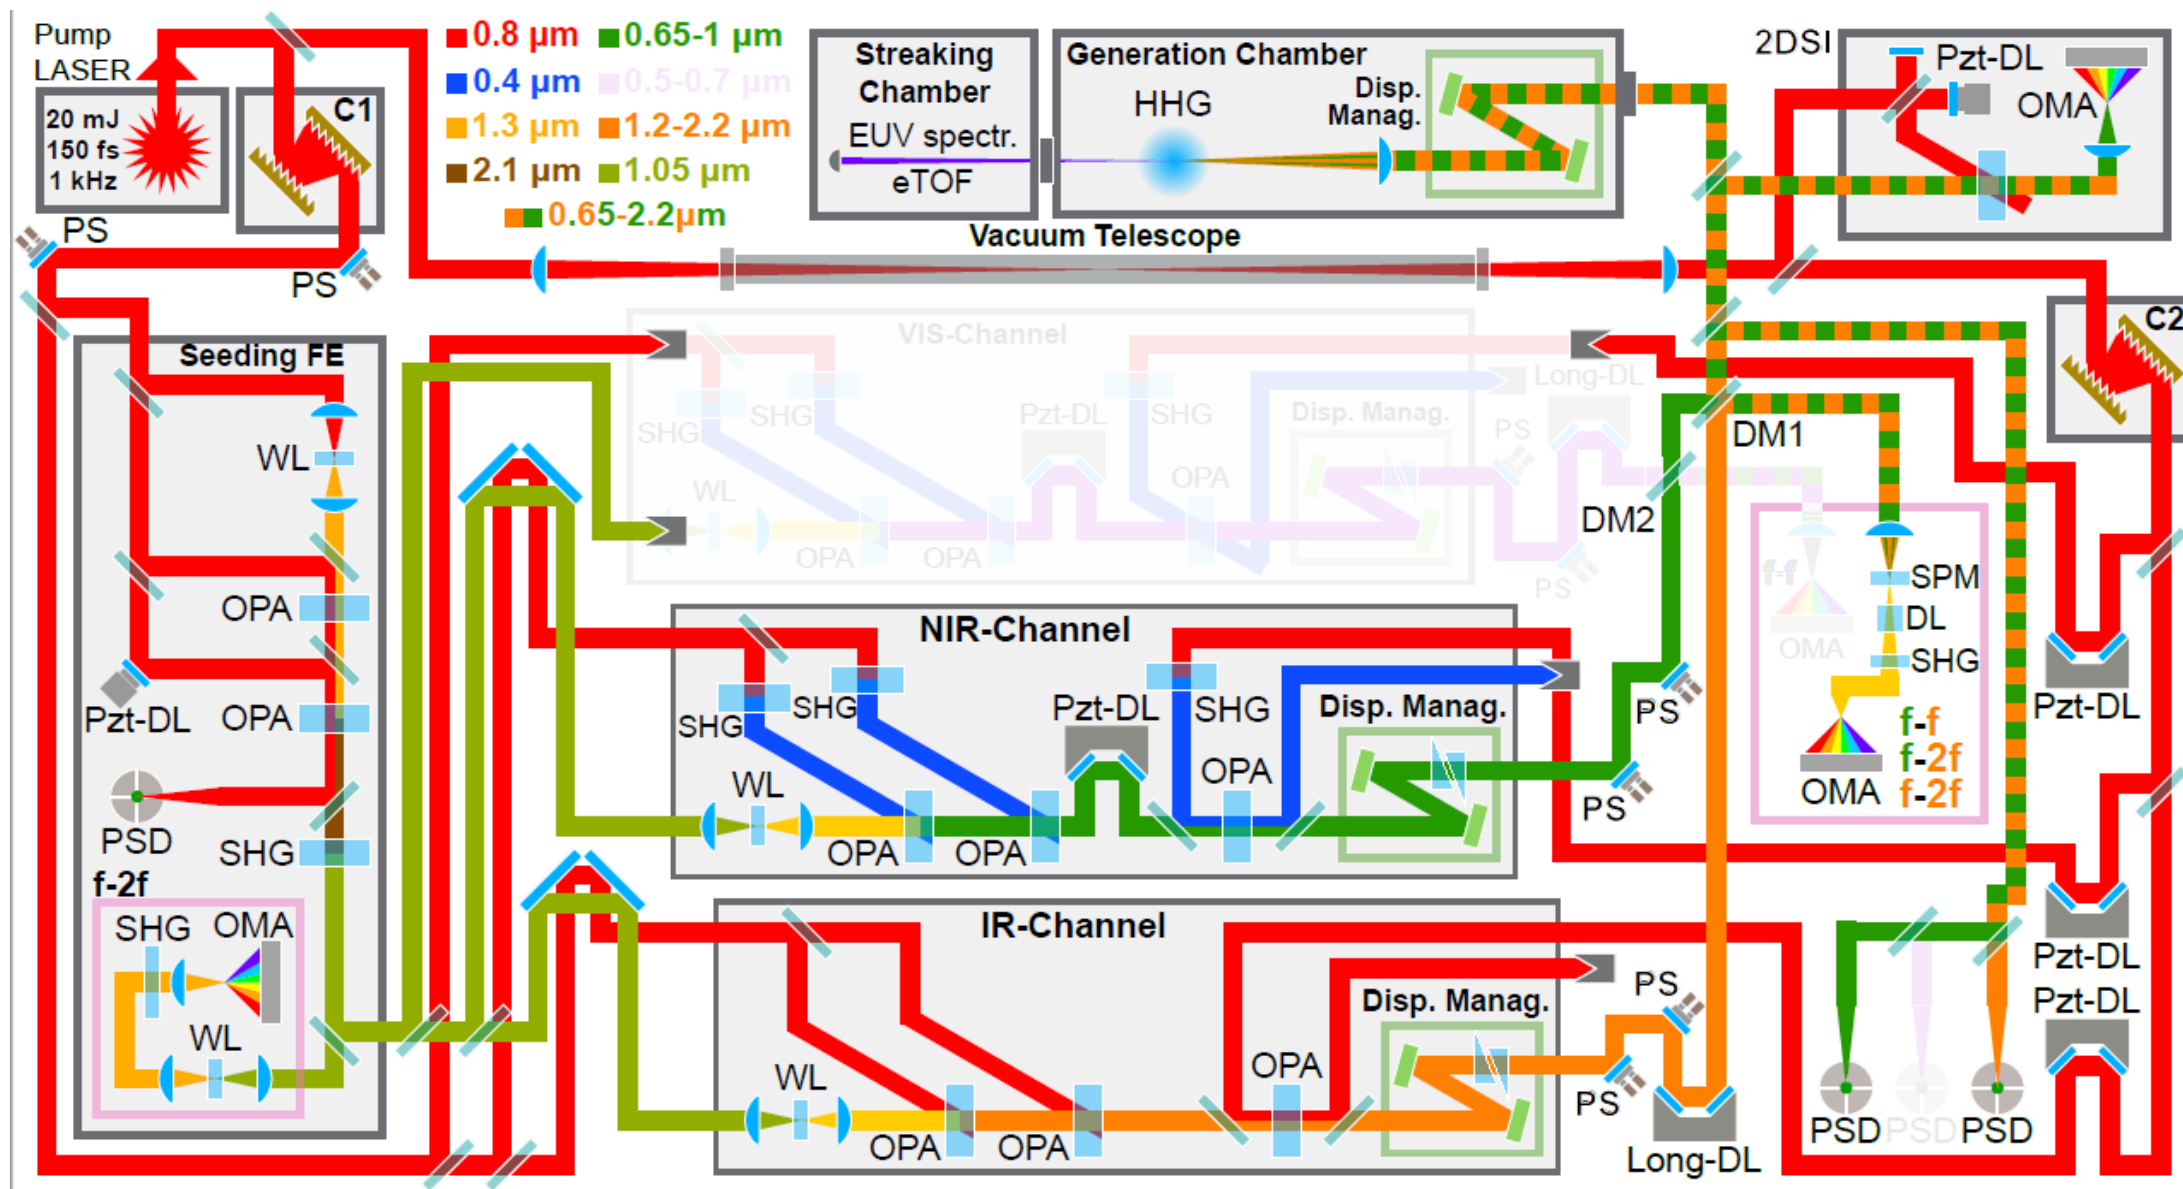 Pump
LASER
20 mJ
150 fs
1 kHz
C1
PS
PS
0.8 µm
0.65-1 µm
0.4 µm
0.5-0.7 µm
1.3 µm
1.2-2.2 µm
2.1 µm
1.05 µm
0.65-2.2µm
Streaking
Chamber
EUV spectr.
eTOF
Generation Chamber
HHG
Disp.
Manag.
2DSI
Pzt-DL
OMA
Vacuum Telescope
C2
Seeding FE
WL
OPA
Pzt-DL
OPA
PSD
SHG
f-2f
SHG
OMA
WL
VIS-Channel
SHG
SHG
Pzt-DL
SHG
Long-DL
Disp. Manag.
PS
WL
OPA
OPA
OPA
PS
DM1
DM2
f-f
OMA
SPM
DL
SHG
OMA
f-f
f-2f
f-2f
Pzt-DL
NIR-Channel
SHG
SHG
Pzt-DL
SHG
Disp. Manag.
WL
OPA
OPA
OPA
PS
PS
IR-Channel
Disp. Manag.
WL
OPA
OPA
OPA
PS
PS
Long-DL
Pzt-DL
Pzt-DL
PSD
PSD
PSD